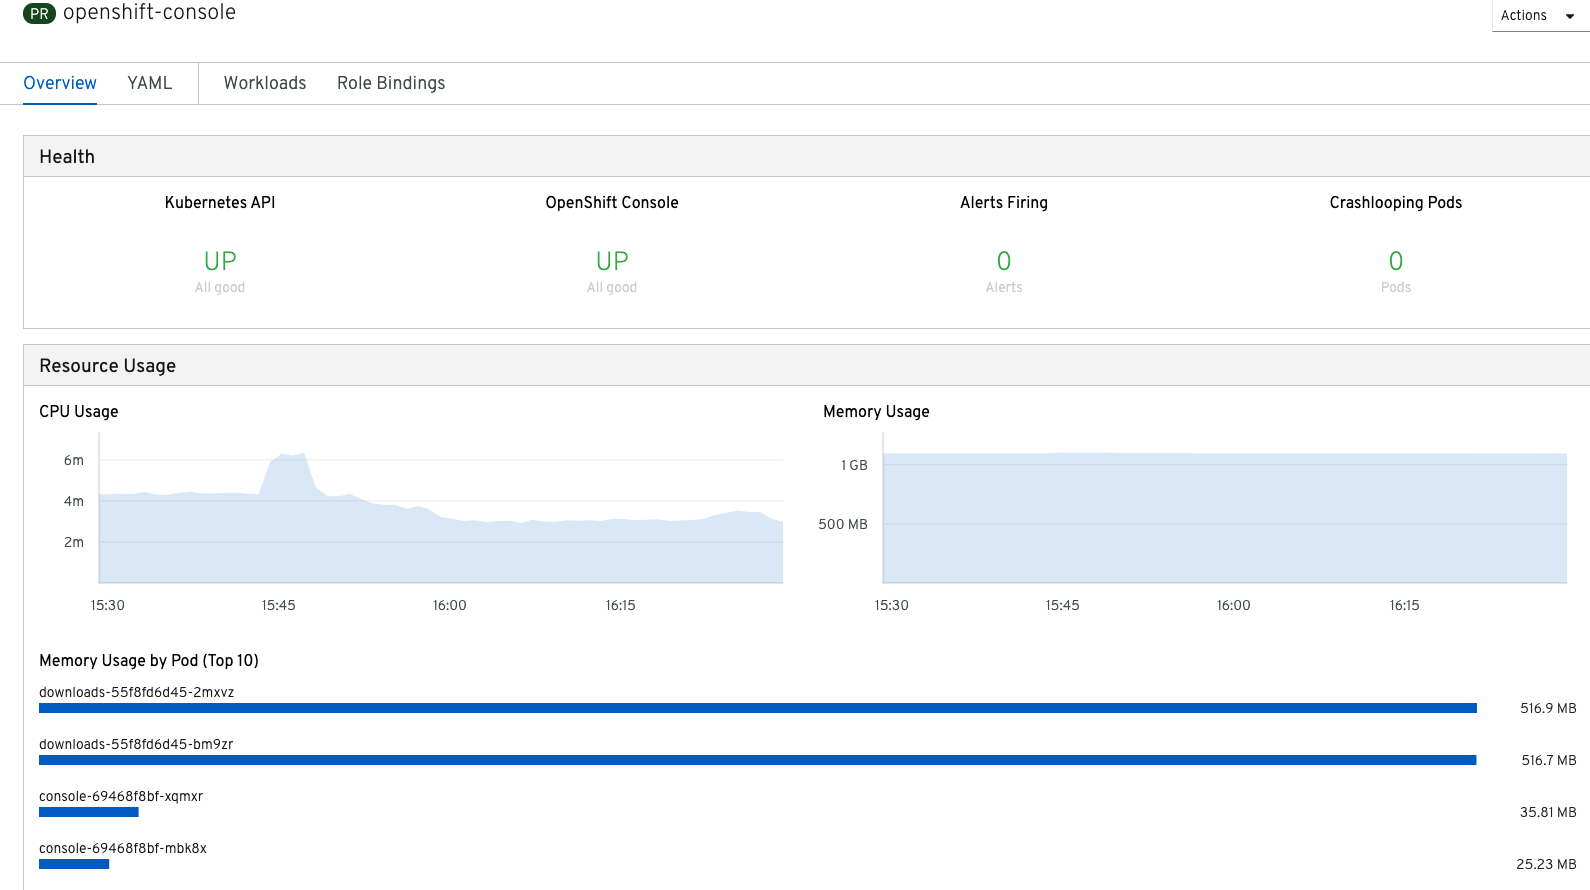 PR openshift-console
Actions
Overview YAML Workloads Role Bindings
Health
Kubernetes API OpenShift Console Alerts Firing Crashlooping Pods
UP UP 0 0
All good All good Alerts Pods
Resource Usage
CPU Usage
6m
4m
2m
15:30 15:45 16:00 16:15
Memory Usage
1 GB
500 MB
15:30 15:45 16:00 16:15
Memory Usage by Pod (Top 10)
downloads-55f8fd6d45-2mxvz
516.9 MB
downloads-55f8fd6d45-bm9zr
516.7 MB
console-69468f8bf-xqmxr
35.81 MB
console-69468f8bf-mbk8x
25.23 MB